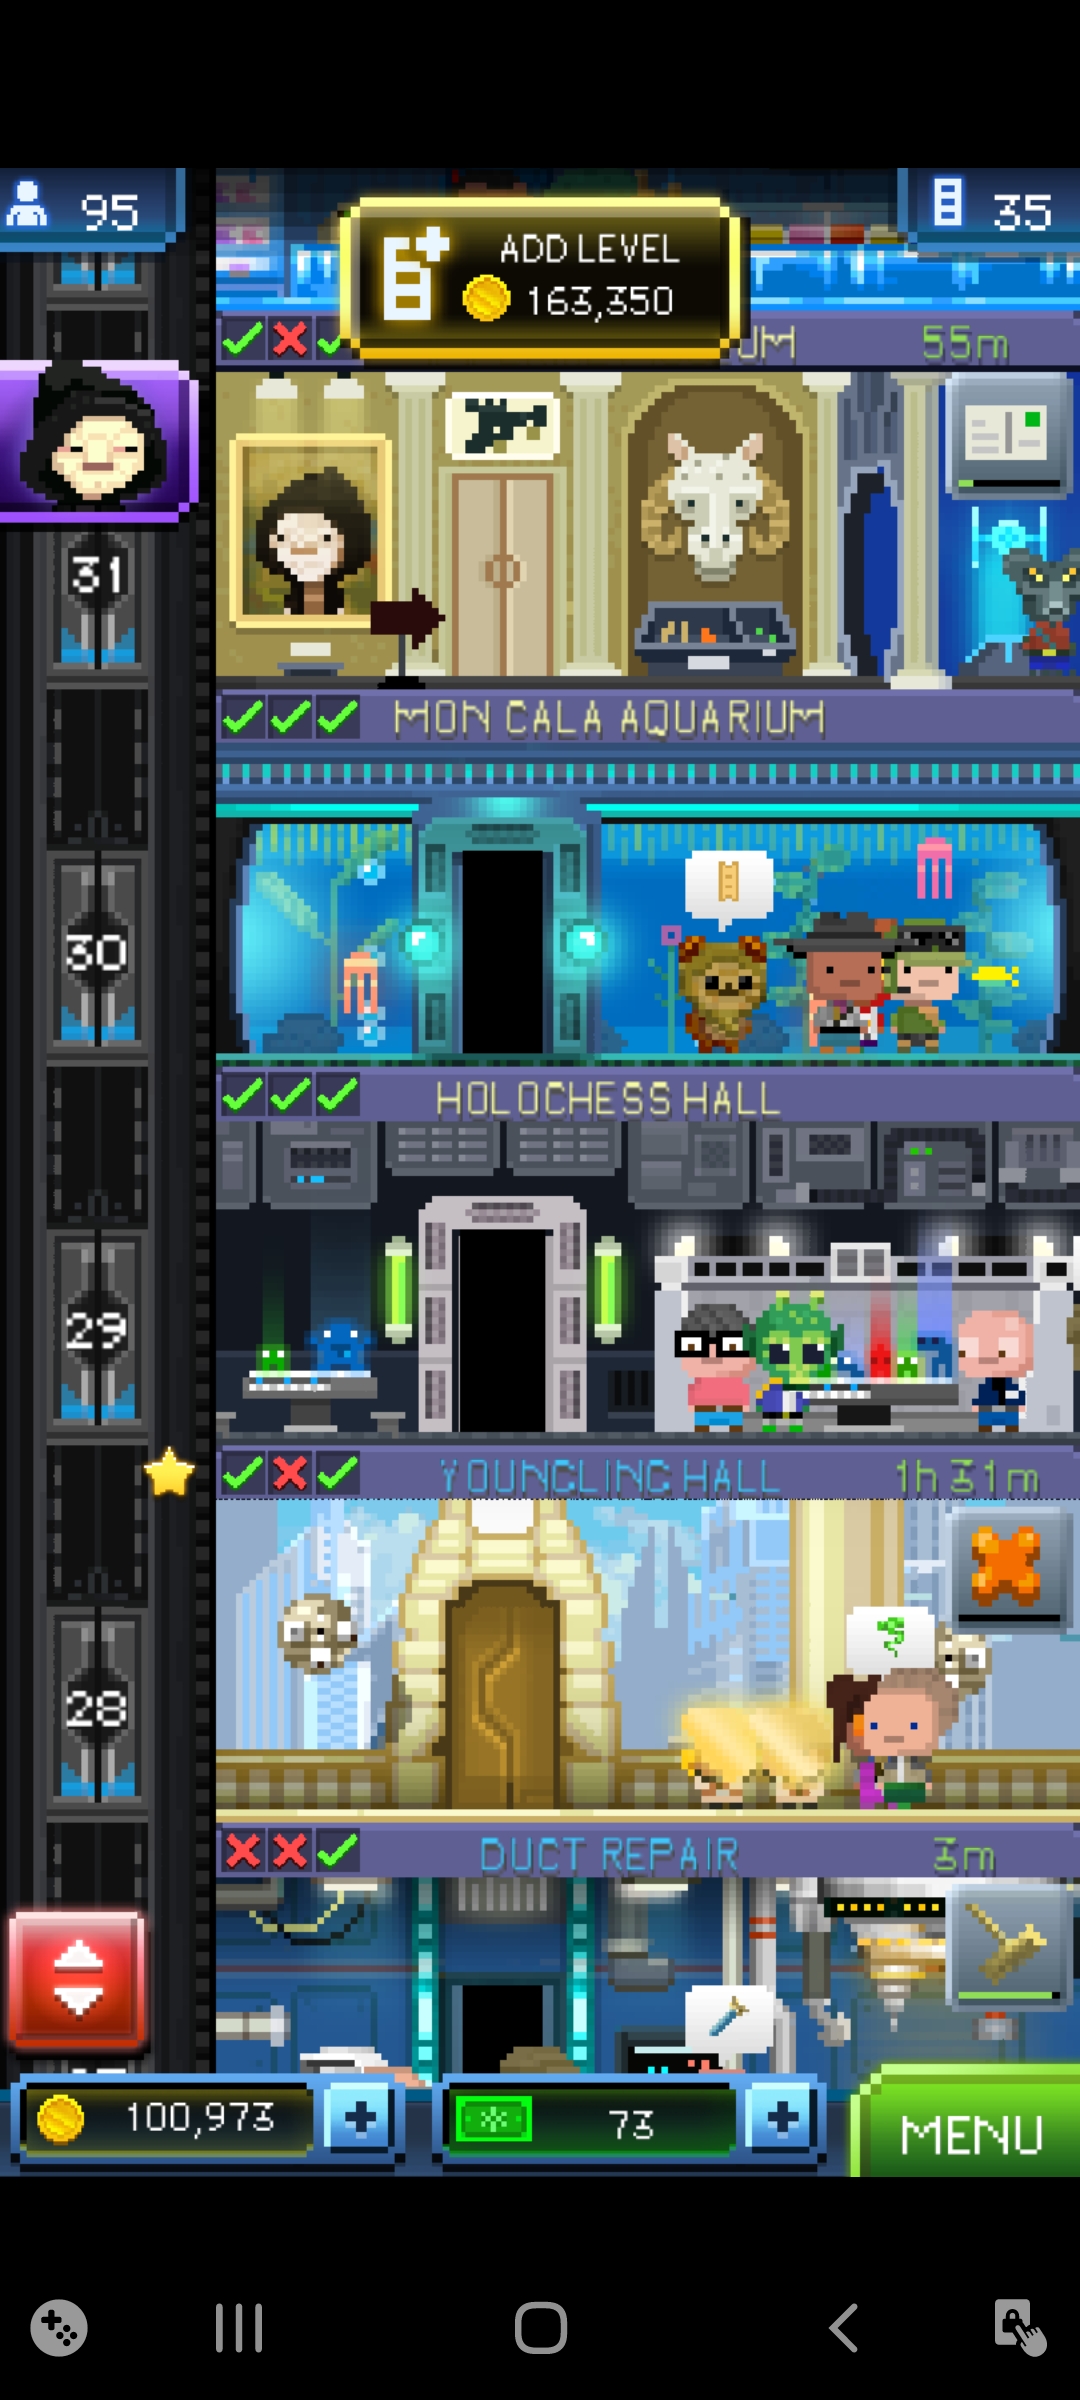 95
ADD LEVEL
163,350
35
UM
55m
31
MON CALA AQUARIUM
30
HOLOCHESS HALL
29
YOUNGLING HALL
1h 31m
28
DUCT REPAIR
3m
100,973
73
MENU